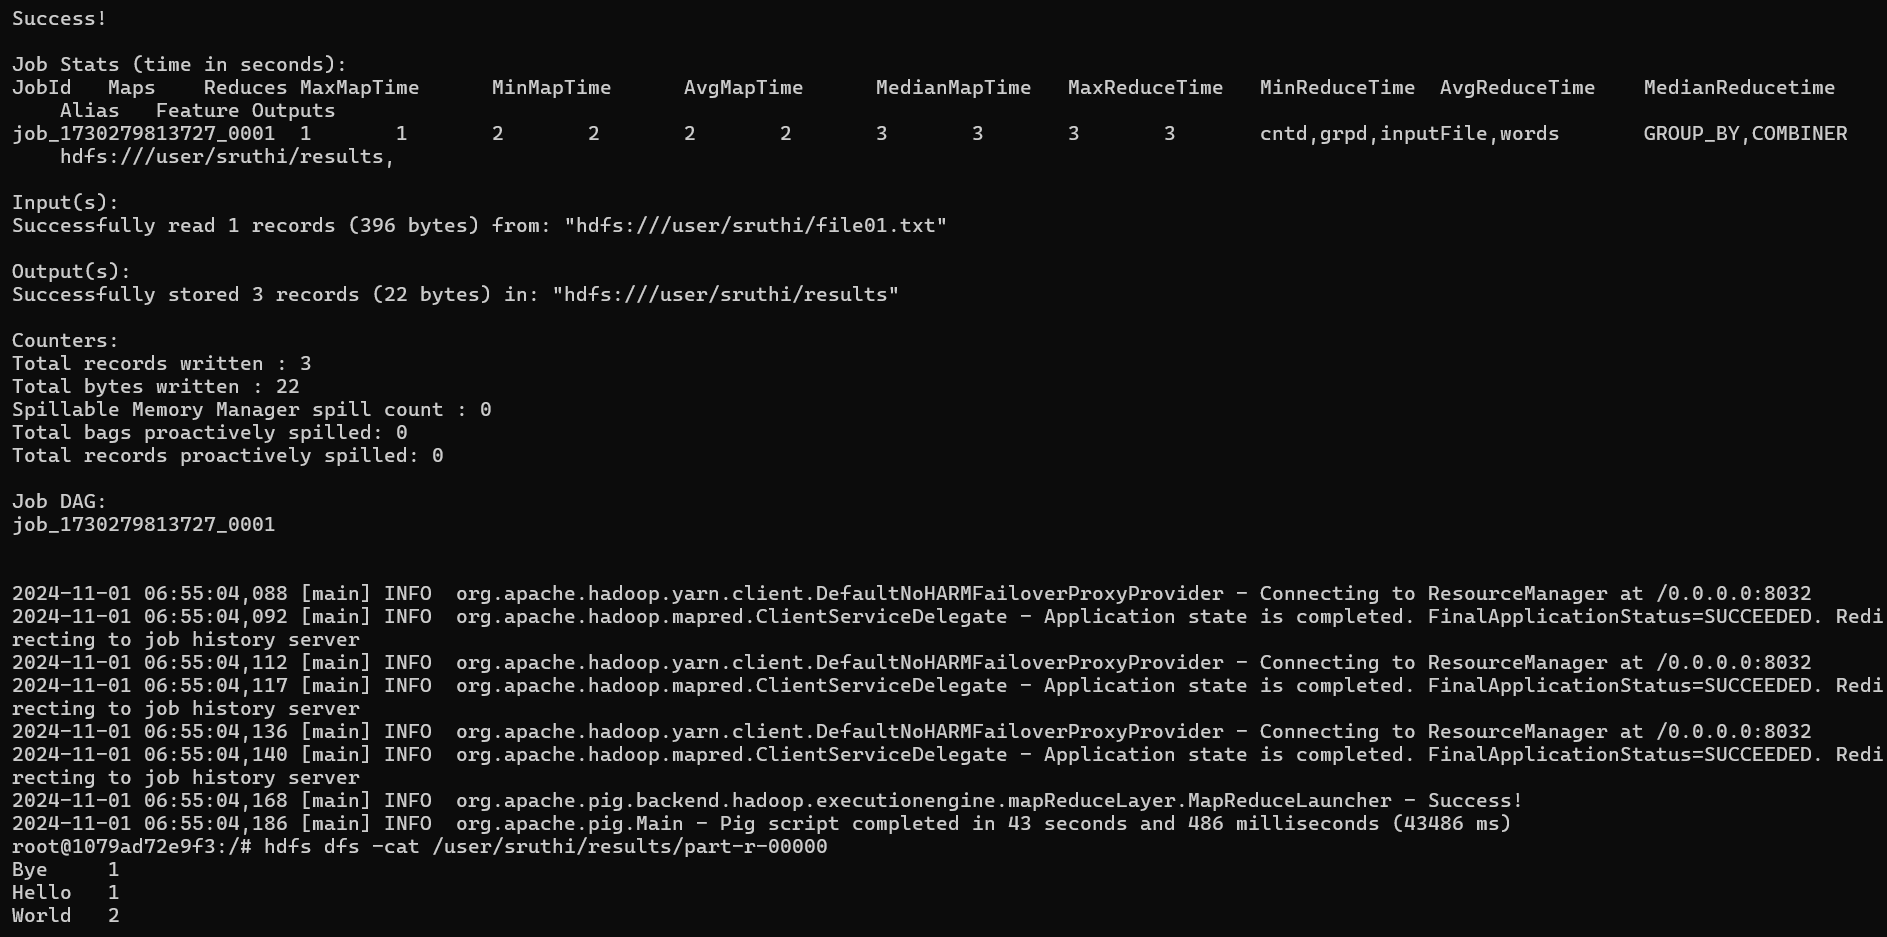 Success!
Job Stats (time in seconds):
JobId   Maps    Reduces MaxMapTime      MinMapTime      AvgMapTime      MedianMapTime   MaxReduceTime   MinReduceTime  AvgReduceTime    MedianReducetime
    Alias   Feature Outputs
job_1730279813727_0001  1       1       2       2       2       2       3       3       3       3       cntd,grpd,inputFile,words       GROUP_BY,COMBINER
    hdfs:///user/sruthi/results,
Input(s):
Successfully read 1 records (396 bytes) from: "hdfs:///user/sruthi/file01.txt"
Output(s):
Successfully stored 3 records (22 bytes) in: "hdfs:///user/sruthi/results"
Counters:
Total records written : 3
Total bytes written : 22
Spillable Memory Manager spill count : 0
Total bags proactively spilled: 0
Total records proactively spilled: 0
Job DAG:
job_1730279813727_0001
2024-11-01 06:55:04,088 [main] INFO  org.apache.hadoop.yarn.client.DefaultNoHARMFailoverProxyProvider - Connecting to ResourceManager at /0.0.0.0:8032
2024-11-01 06:55:04,092 [main] INFO  org.apache.hadoop.mapred.ClientServiceDelegate - Application state is completed. FinalApplicationStatus=SUCCEEDED. Redi
recting to job history server
2024-11-01 06:55:04,112 [main] INFO  org.apache.hadoop.yarn.client.DefaultNoHARMFailoverProxyProvider - Connecting to ResourceManager at /0.0.0.0:8032
2024-11-01 06:55:04,117 [main] INFO  org.apache.hadoop.mapred.ClientServiceDelegate - Application state is completed. FinalApplicationStatus=SUCCEEDED. Redi
recting to job history server
2024-11-01 06:55:04,136 [main] INFO  org.apache.hadoop.yarn.client.DefaultNoHARMFailoverProxyProvider - Connecting to ResourceManager at /0.0.0.0:8032
2024-11-01 06:55:04,140 [main] INFO  org.apache.hadoop.mapred.ClientServiceDelegate - Application state is completed. FinalApplicationStatus=SUCCEEDED. Redi
recting to job history server
2024-11-01 06:55:04,168 [main] INFO  org.apache.pig.backend.hadoop.executionengine.mapReduceLayer.MapReduceLauncher - Success!
2024-11-01 06:55:04,186 [main] INFO  org.apache.pig.Main - Pig script completed in 43 seconds and 486 milliseconds (43486 ms)
root@1079ad72e9f3:/# hdfs dfs -cat /user/sruthi/results/part-r-00000
Bye     1
Hello   1
World   2